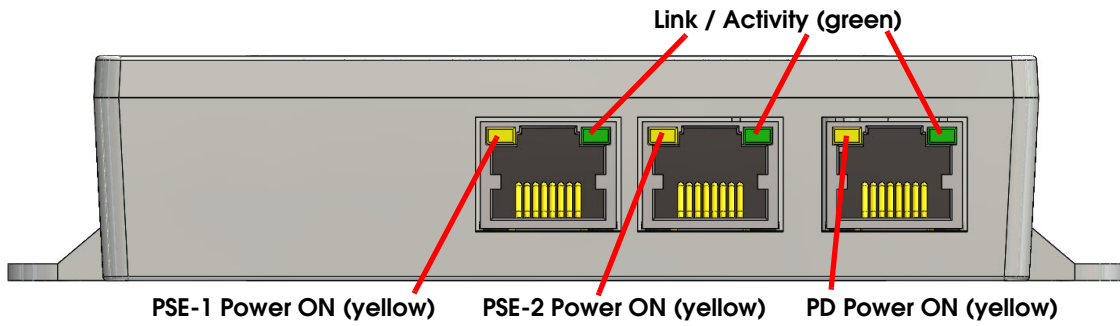 Link / Activity (green)
PSE-1 Power ON (yellow)
PSE-2 Power ON (yellow)
PD Power ON (yellow)